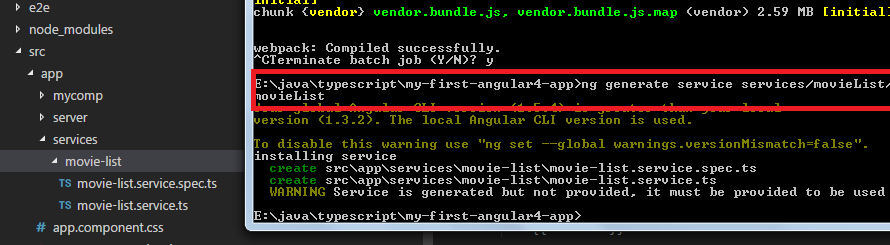 e2e
node_modules
src
app
mycomp
server
services
movie-list
TS movie-list.service.spec.ts
TS movie-list.service.ts
# app.component.css
initial]
chunk {vendor} vendor.bundle.js, vendor.bundle.js.map (vendor) 2.59 MB [initial]
webpack: Compiled successfully.
^CTerminate batch job (Y/N)? y
E:\java\typescript\my-first-angular4-app>ng generate service services/movieList/
movieList
global Angular CLI version (1.5.4) is greater than your local
version (1.3.2). The local Angular CLI version is used.
To disable this warning use "ng set --global warnings.versionMismatch=false".
installing service
create src\app\services\movie-list\movie-list.service.spec.ts
create src\app\services\movie-list\movie-list.service.ts
WARNING Service is generated but not provided, it must be provided to be used
E:\java\typescript\my-first-angular4-app>